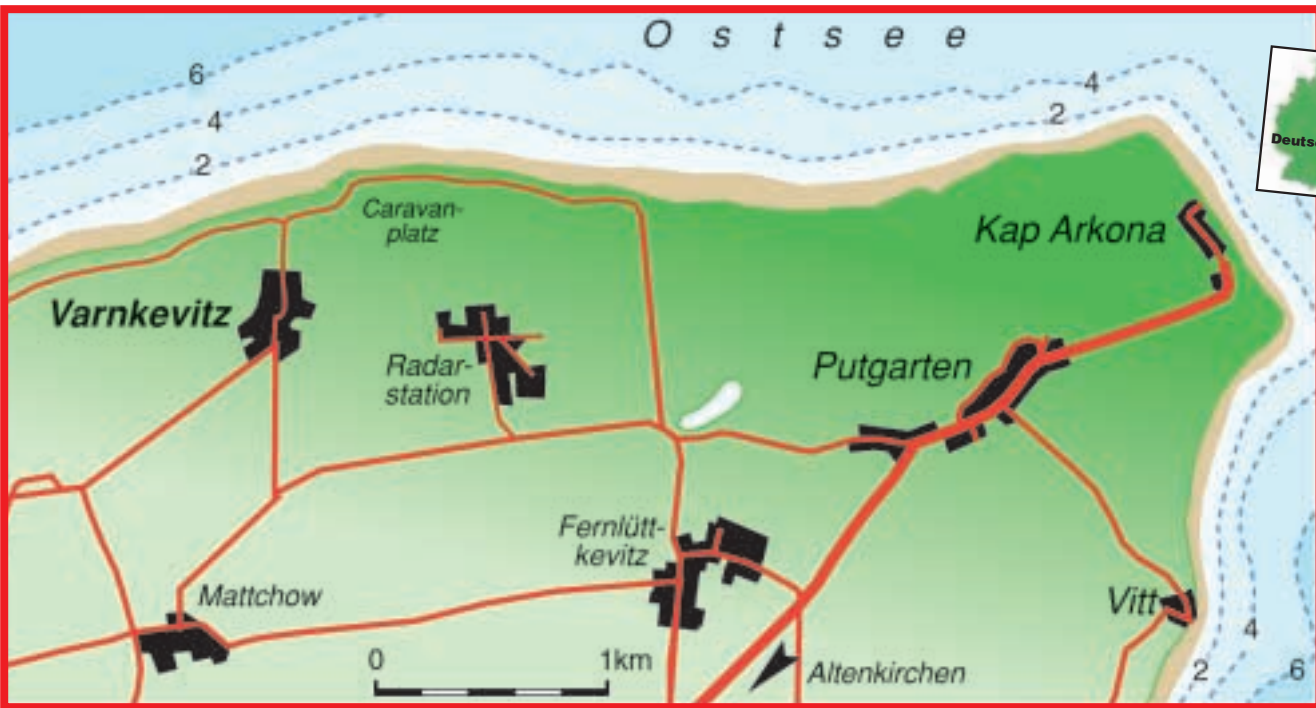 O s t s e e
6
4
2
4
2
Deutsc
Caravan-
platz
Kap Arkona
Varnkevitz
Radar-
station
Putgarten
Fernlütt-
kevitz
Mattchow
Vitt
4
2
6
0
1km
Altenkirchen